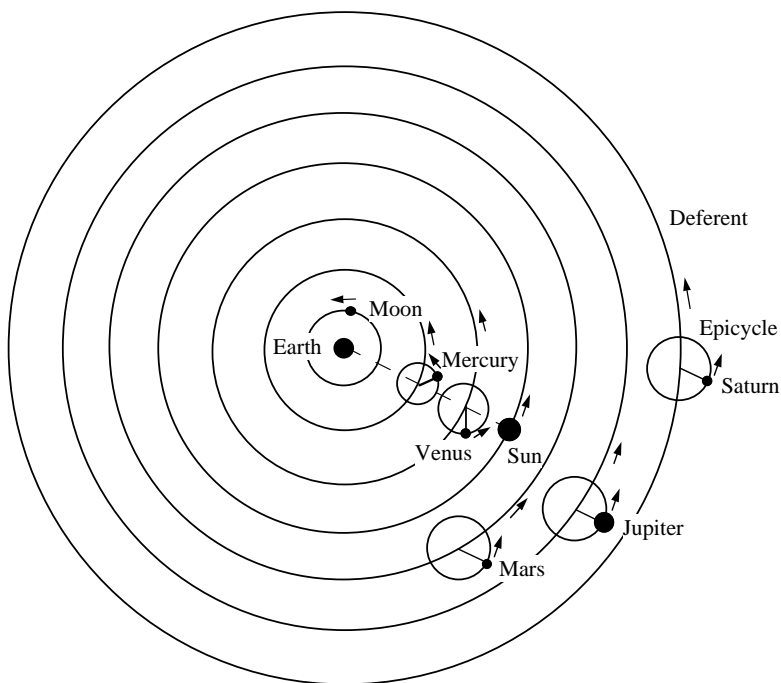 Deferent
Moon
Epicycle
Earth
Mercury
Saturn
Venus
Sun
Jupiter
Mars